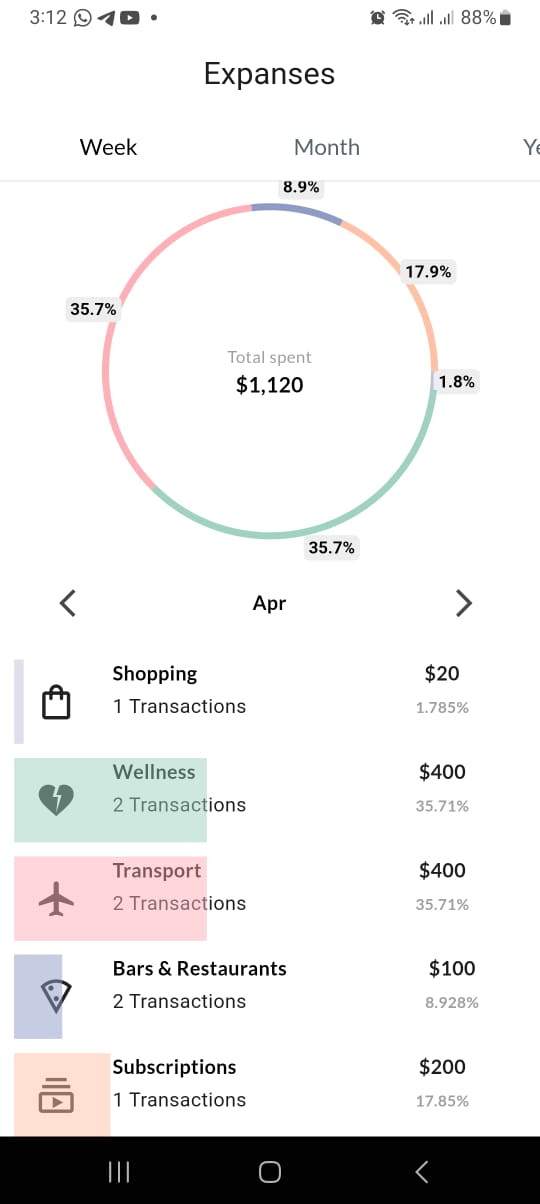 3:12
88%
Expanses
Week Month Ye
8.9%
17.9%
35.7%
Total spent
1.8%
$1,120
35.7%
Apr
Shopping $20
1 Transactions 1.785%
Wellness $400
2 Transactions 35.71%
Transport $400
2 Transactions 35.71%
Bars & Restaurants $100
2 Transactions 8.928%
Subscriptions $200
1 Transactions 17.85%